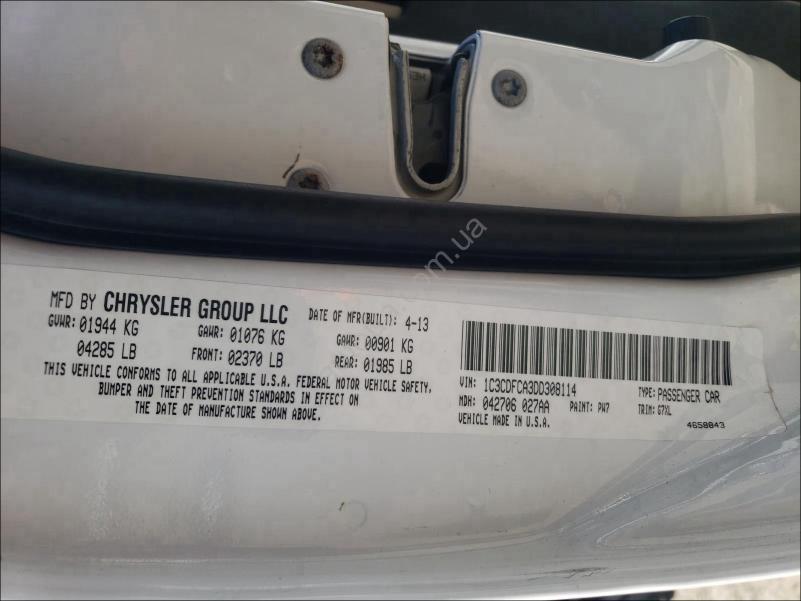 MFD BY CHRYSLER GROUP LLC
DATE OF MFR(BUILT): 4-13
GVWR: 01944 KG
GAWR: 01076 KG
GAWR: 00901 KG
04285 LB
FRONT: 02370 LB
REAR: 01985 LB
THIS VEHICLE CONFORMS TO ALL APPLICABLE U.S.A. FEDERAL MOTOR VEHICLE SAFETY,
BUMPER AND THEFT PREVENTION STANDARDS IN EFFECT ON
THE DATE OF MANUFACTURE SHOWN ABOVE.
VIN: 1C3CDFCA3DD308114
TYPE: PASSENGER CAR
MDH: 042706 027AA
PAINT: PW7
TRIM: G7XL
VEHICLE MADE IN U.S.A.
4658843
.com.ua